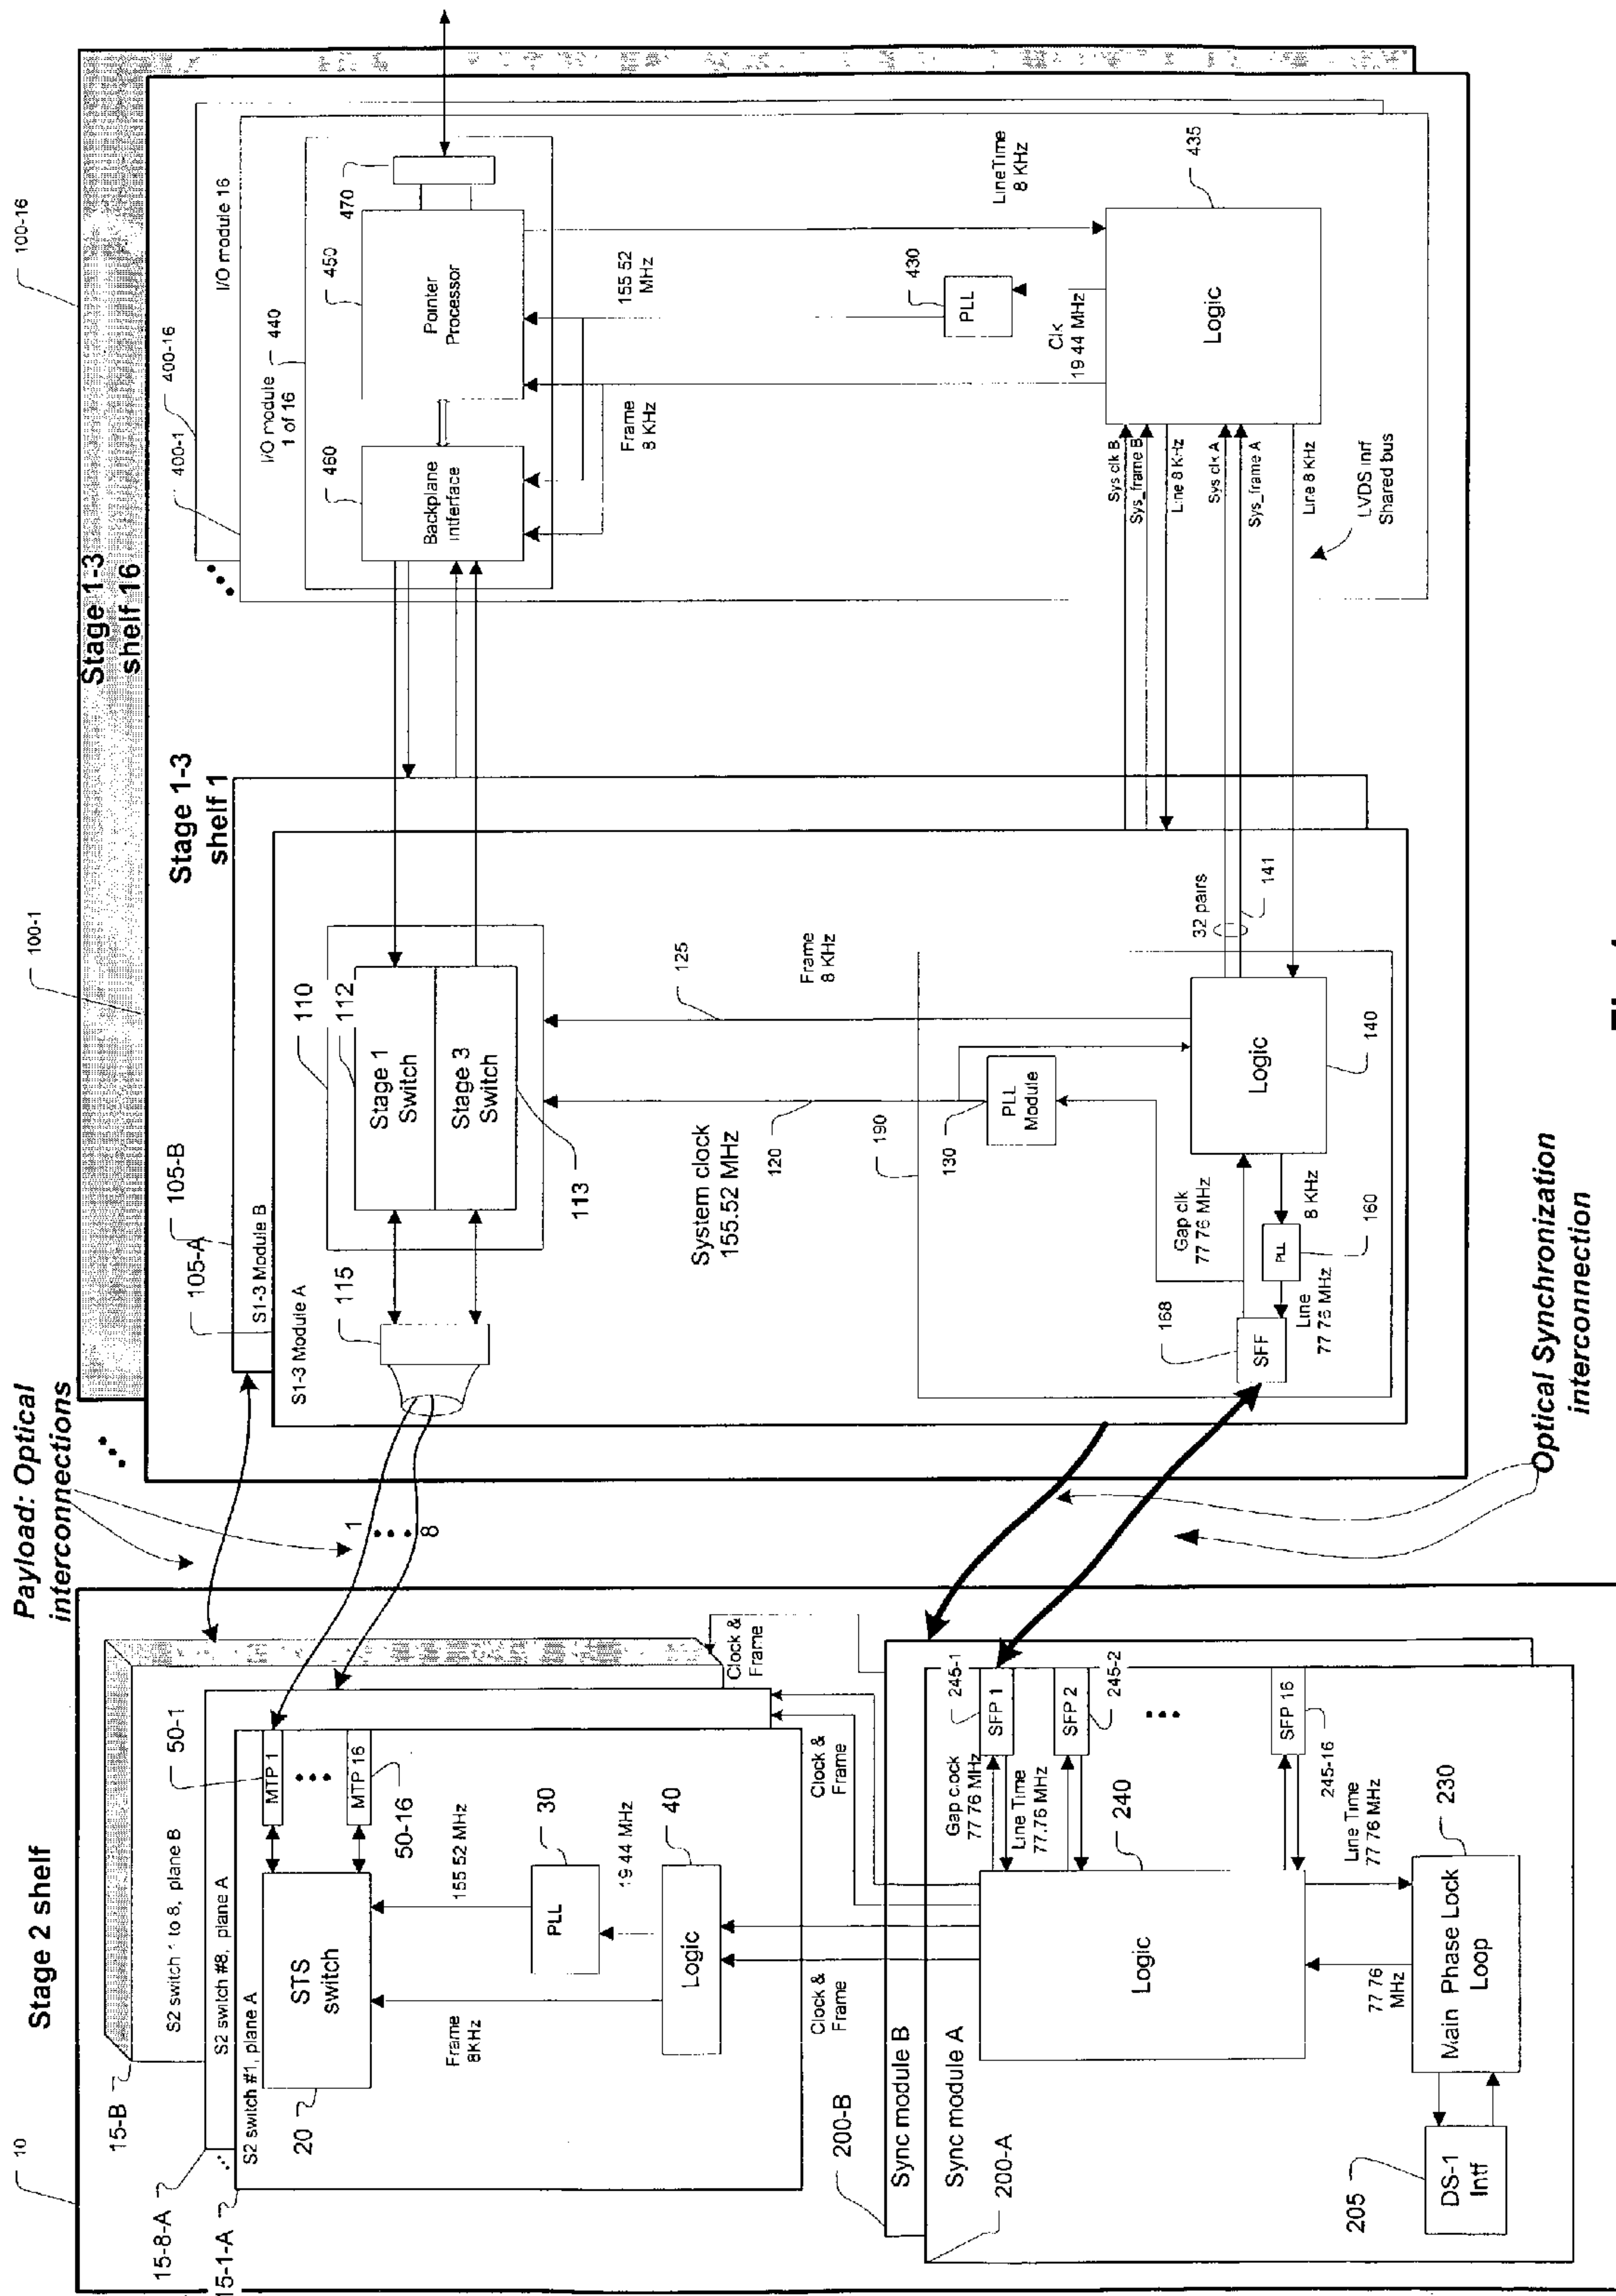 Stage 2 shelf
10
Payload: Optical
interconnections
100-1
100-16
Stage 1-3
shelf 16
Stage 1-3
shelf 1
15-B
15-8-A
15-1-A
S2 switch 1 to 8, plane B
S2 switch #8, plane A
S2 switch #1, plane A
50-1
MTP 1
MTP 16
50-16
STS
switch
20
155 52 MHz
PLL
30
19 44 MHz
Logic
40
Frame
8KHz
Clock &
Frame
Clock &
Frame
Clock &
Frame
1
8
200-B
Sync module B
Sync module A
200-A
245-1
SFP 1
SFP 2
245-2
SFP 16
245-16
Gap clock
77 76 MHz
Line Time
77.76 MHz
240
Logic
Line Time
77 76 MHz
230
77 76
MHz
Main Phase Lock
Loop
DS-1
Intf
205
105-B
105-A
S1-3 Module B
S1-3 Module A
115
110
112
Stage 1
Switch
Stage 3
Switch
113
System clock
155.52 MHz
120
125
Frame
8 KHz
190
130
PLL
Module
Gap clk
77 76 MHz
Logic
140
8 KHz
PLL
160
Line
77 76 MHz
168
SFF
32 pairs
141
Optical Synchronization
interconnection
400-16
400-1
I/O module 16
I/O module
1 of 16
440
460
Backplane
interface
450
Pointer
Processor
470
Frame
8 KHz
155 52
MHz
Line Time
8 KHz
430
PLL
Clk
19 44 MHz
435
Logic
Sys clk B
Sys_frame B
Line 8 KHz
Sys clk A
Sys_frame A
Line 8 KHz
LVDS Intf
Shared bus